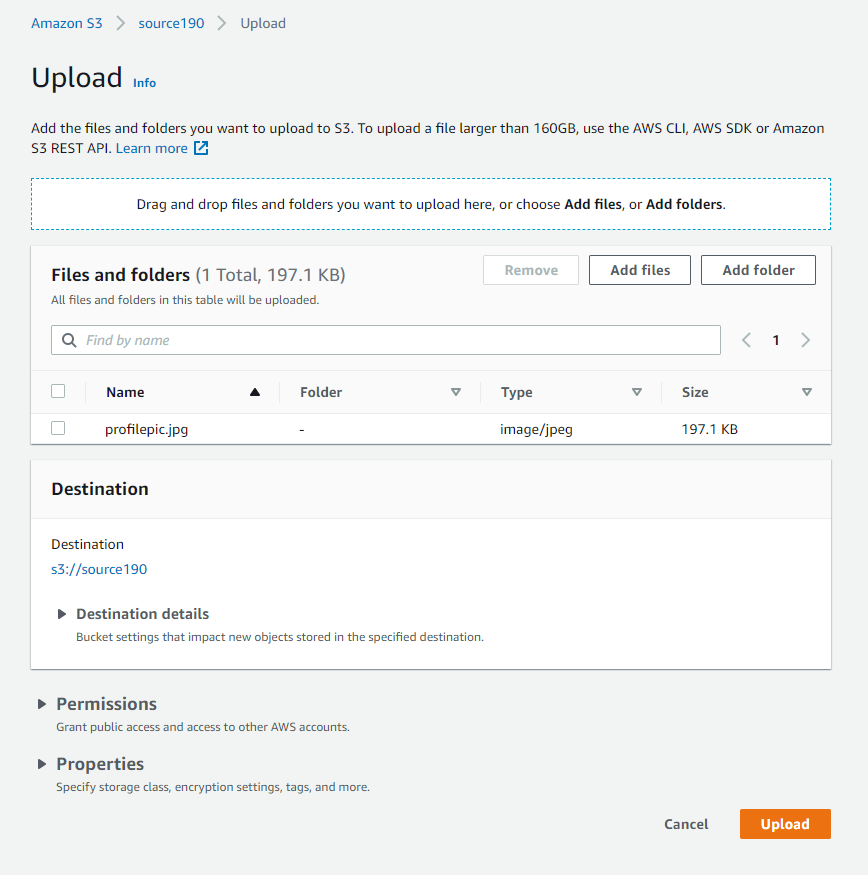 Amazon S3 > source190 > Upload
Upload Info
Add the files and folders you want to upload to S3. To upload a file larger than 160GB, use the AWS CLI, AWS SDK or Amazon
S3 REST API. Learn more
Drag and drop files and folders you want to upload here, or choose Add files, or Add folders.
Files and folders (1 Total, 197.1 KB)
Remove
Add files
Add folder
All files and folders in this table will be uploaded.
Find by name
1
Name Folder Type Size
profilepic.jpg - image/jpeg 197.1 KB
Destination
Destination
s3://source190
Destination details
Bucket settings that impact new objects stored in the specified destination.
Permissions
Grant public access and access to other AWS accounts.
Properties
Specify storage class, encryption settings, tags, and more.
Cancel Upload